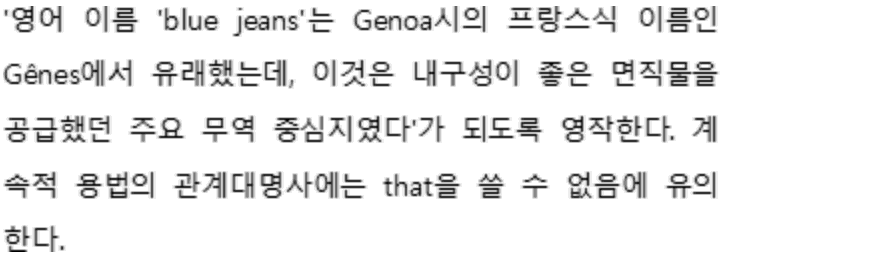 '영어 이름 'blue jeans'는 Genoa시의 프랑스식 이름인
Gênes에서 유래했는데, 이것은 내구성이 좋은 면직물을
공급했던 주요 무역 중심지였다'가 되도록 영작한다. 계
속적 용법의 관계대명사에는 that을 쓸 수 없음에 유의
한다.